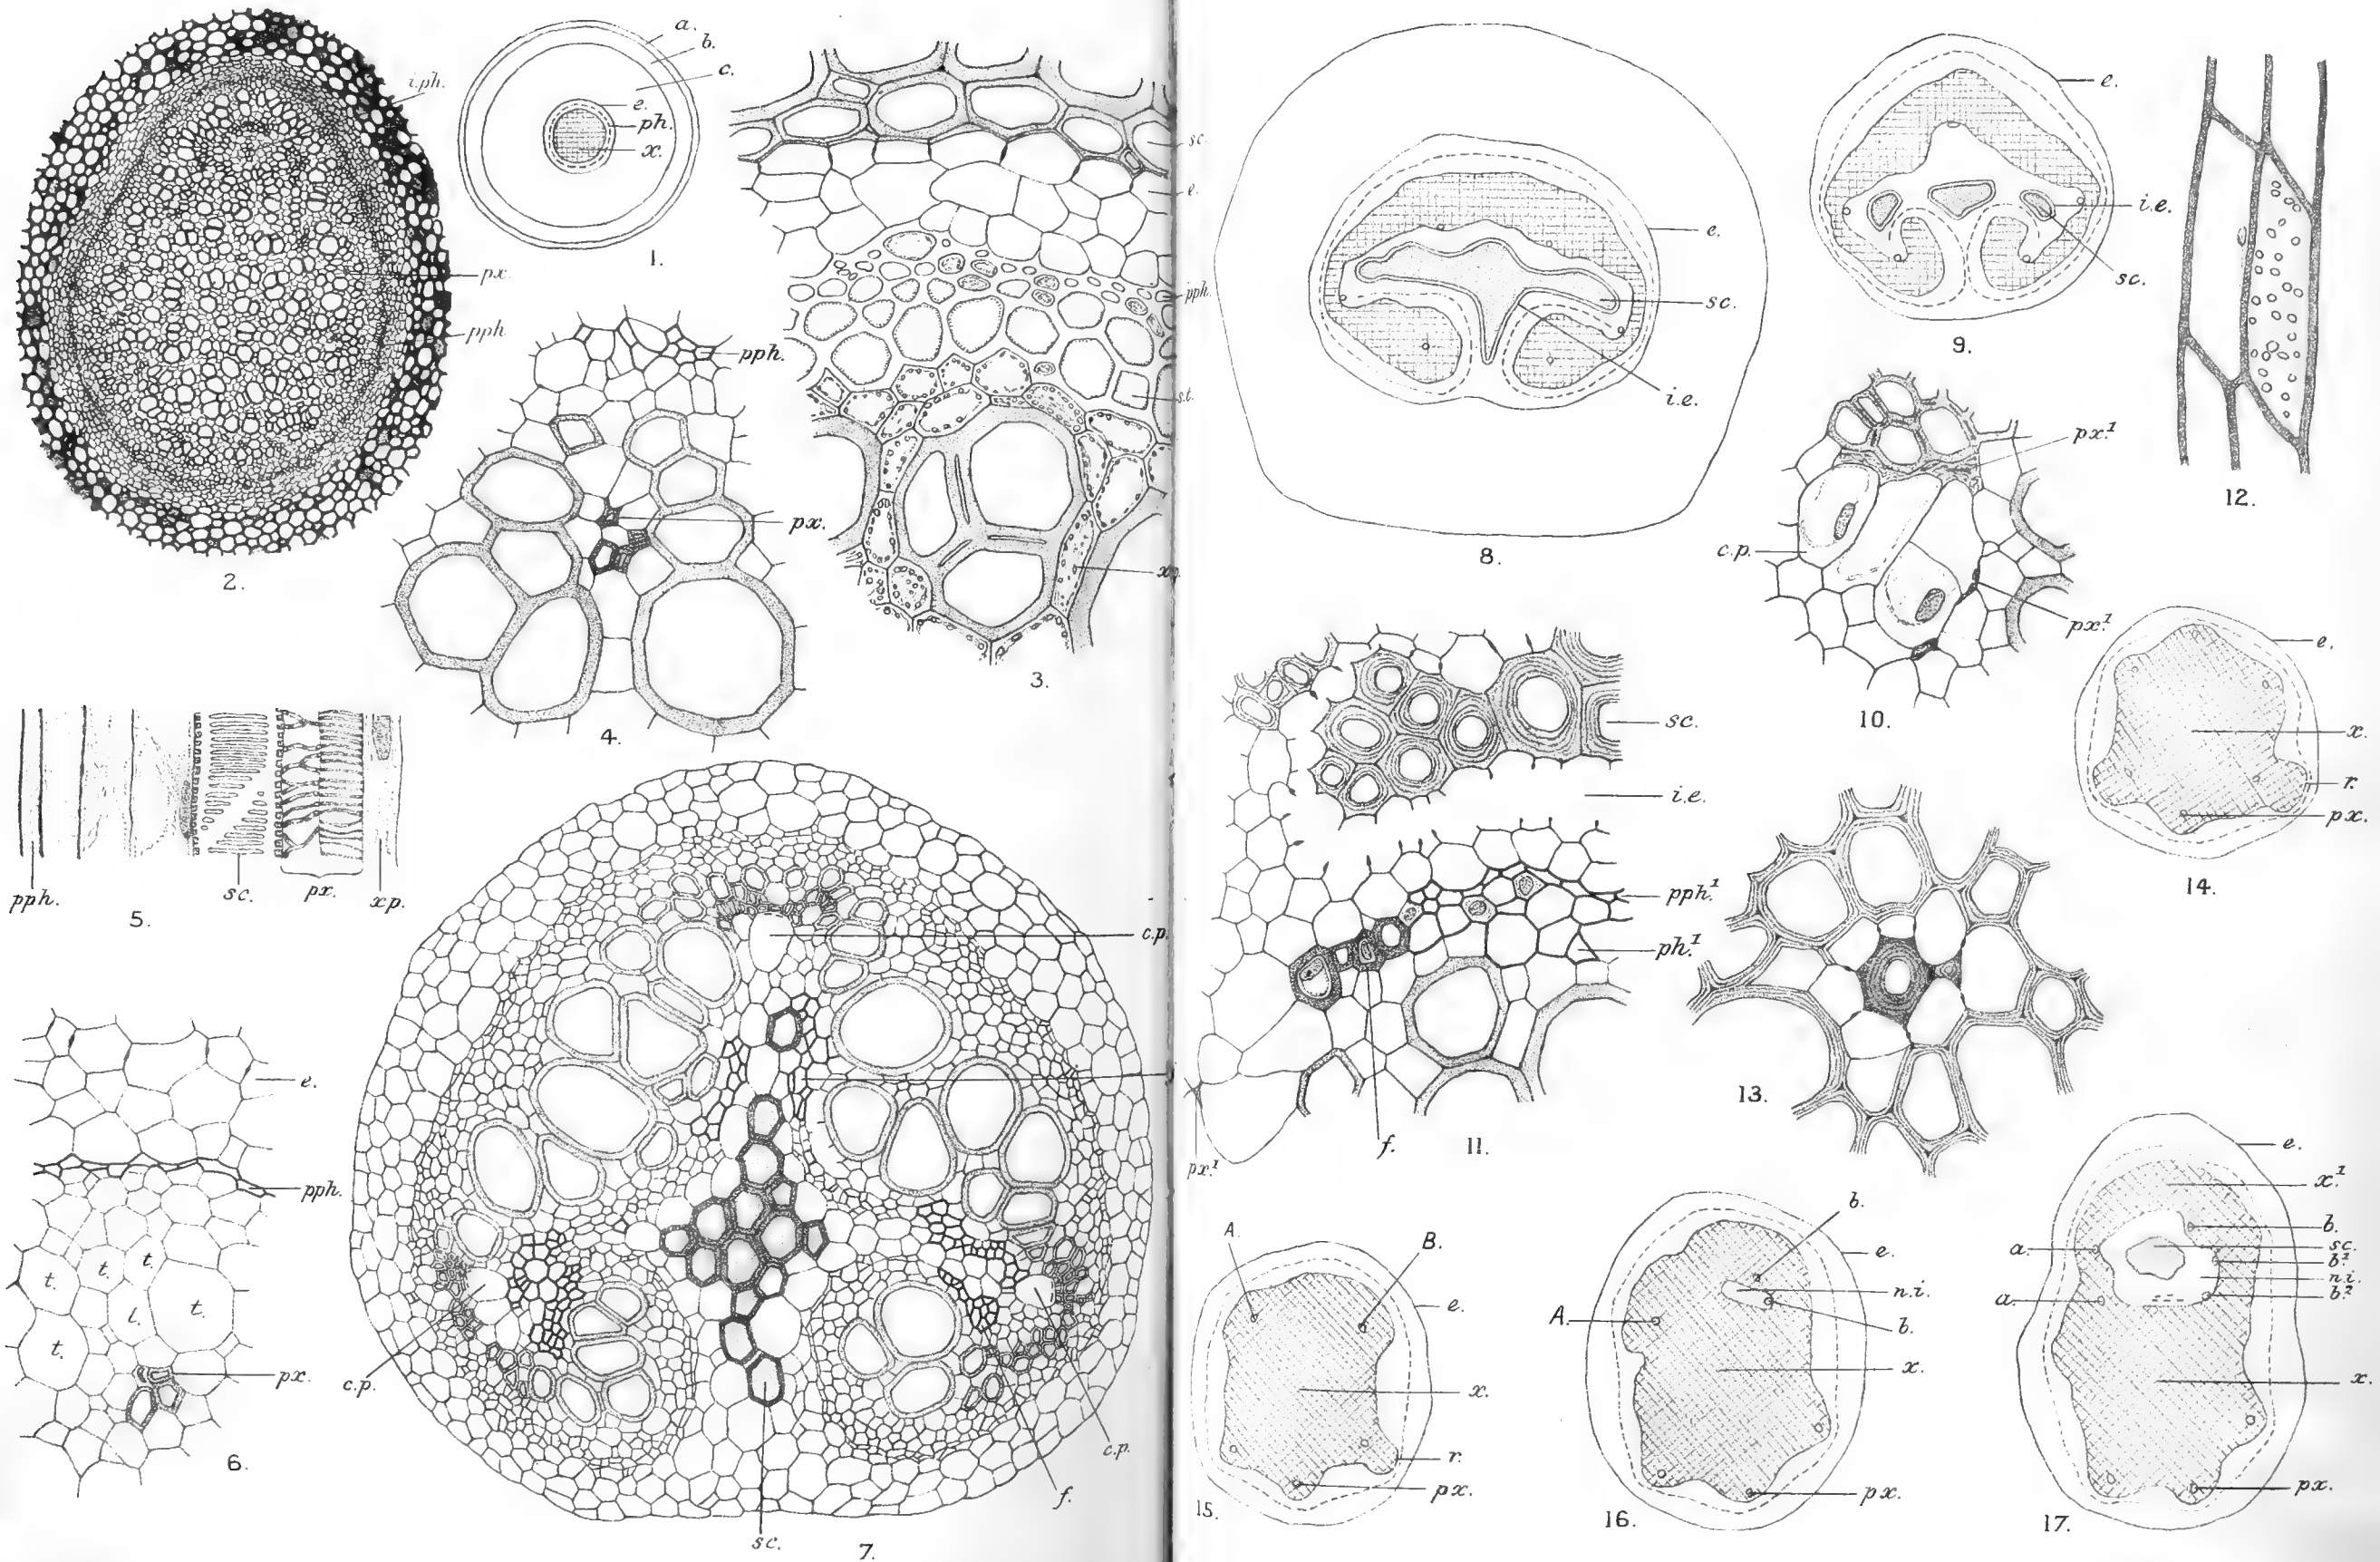 i.ph.
px.
pph.
2.
a.
b.
c.
e.
ph.
x.
1.
sc.
e.
pph.
s.t.
xp.
3.
pph.
px.
4.
pph.
sc.
px.
xp.
5.
e.
pph.
t.
t.
t.
t.
l.
t.
px.
6.
c.p.
c.p.
c.p.
f.
sc.
7.
e.
sc.
i.e.
8.
e.
i.e.
sc.
9.
px.¹
c.p.
px.¹
10.
12.
sc.
i.e.
pph.¹
ph.¹
px.¹
f.
11.
13.
e.
x.
r.
px.
14.
A.
B.
e.
x.
r.
px.
15.
b.
e.
n.i.
A.
b.
x.
px.
16.
e.
x.¹
b.
a.
sc.
b.¹
n.i.
a.
b.²
x.
px.
17.